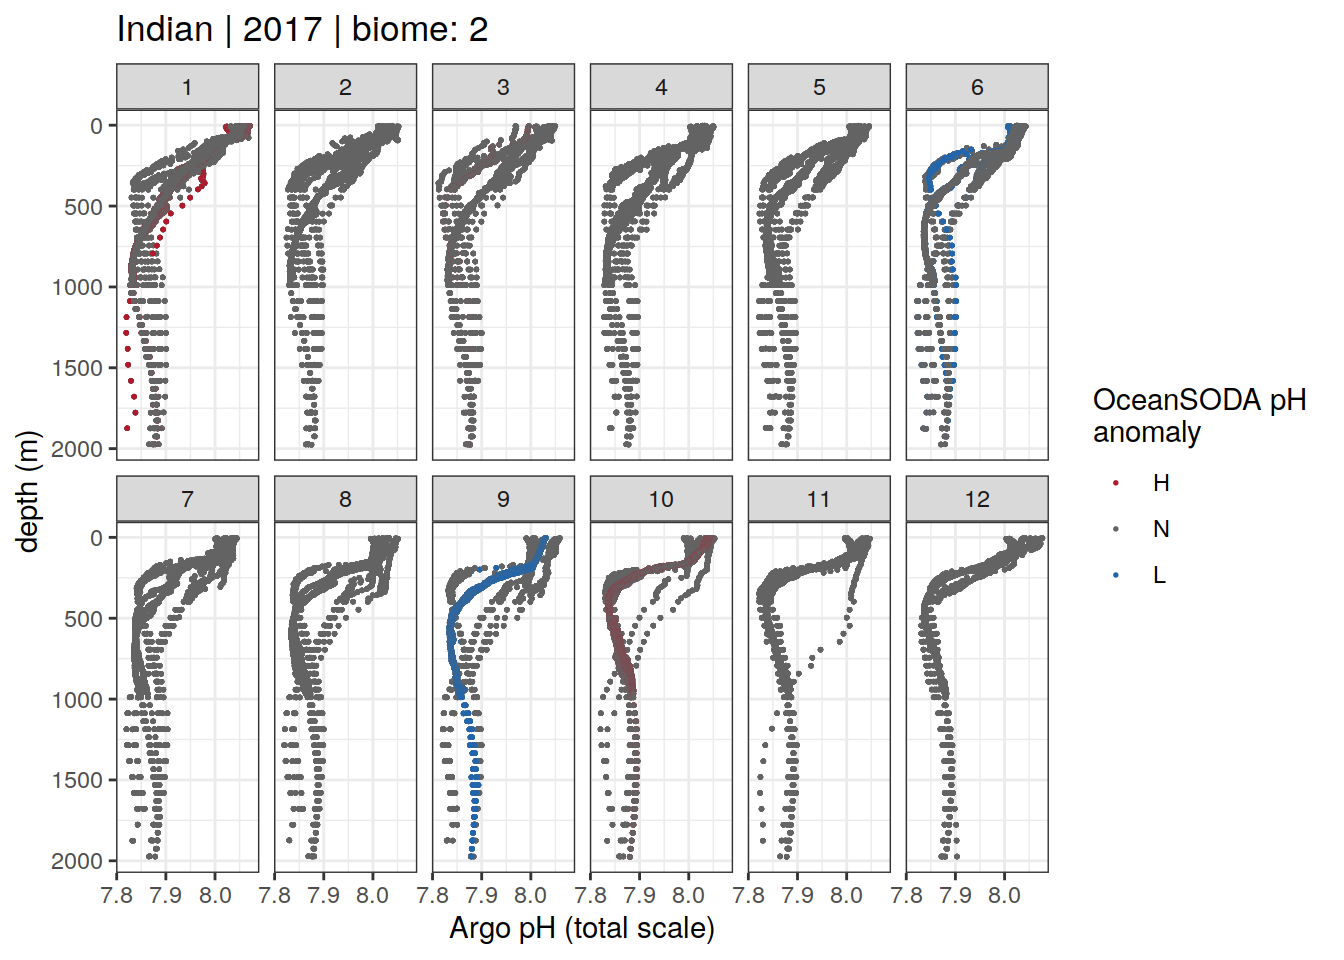 Indian | 2017 | biome: 2
1 2 3 4 5 6
0
500
1000
1500
2000
7 8 9 10 11 12
0
500
1000
1500
2000
7.8 7.9 8.0 7.8 7.9 8.0 7.8 7.9 8.0 7.8 7.9 8.0 7.8 7.9 8.0 7.8 7.9 8.0
Argo pH (total scale)
depth (m)
OceanSODA pH
anomaly
H
N
L